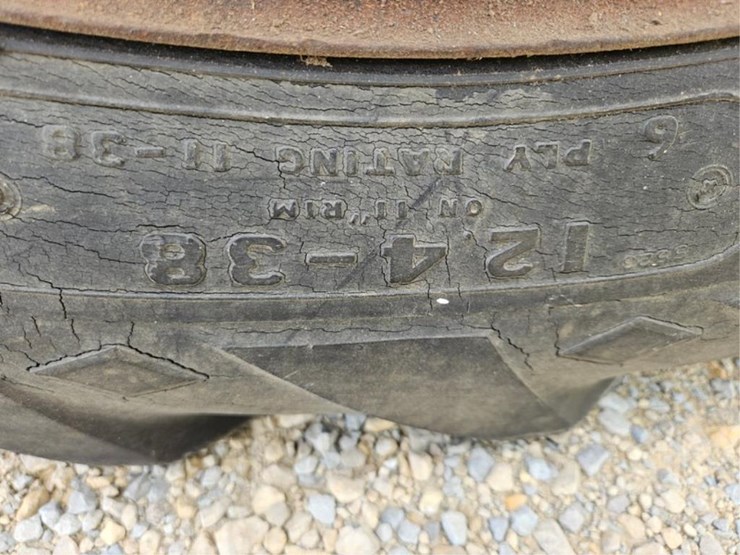 12.4-38
ON 11" RIM
6 PLY RATING 11-38